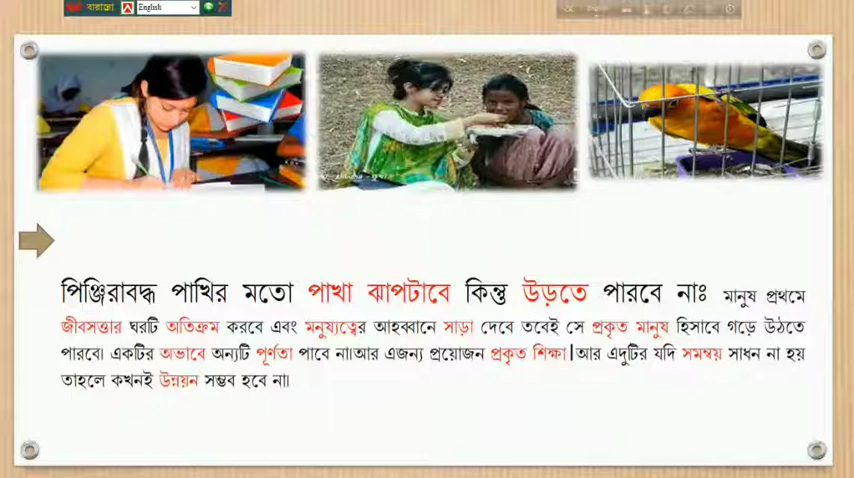 বারান্নো
English
পিঞ্জিরাবদ্ধ পাখির মতো পাখা ঝাপটাবে কিন্তু উড়তে পারবে নাঃ মানুষ প্রথমে
জীবসত্তার ঘরটি অতিক্রম করবে এবং মনুষ্যত্বের আহব্বানে সাড়া দেবে তবেই সে প্রকৃত মানুষ হিসাবে গড়ে উঠতে
পারবে। একটির অভাবে অন্যটি পূর্ণতা পাবে না।আর এজন্য প্রয়োজন প্রকৃত শিক্ষা|আর এদুটির যদি সমন্বয় সাধন না হয়
তাহলে কখনই উন্নয়ন সম্ভব হবে না।